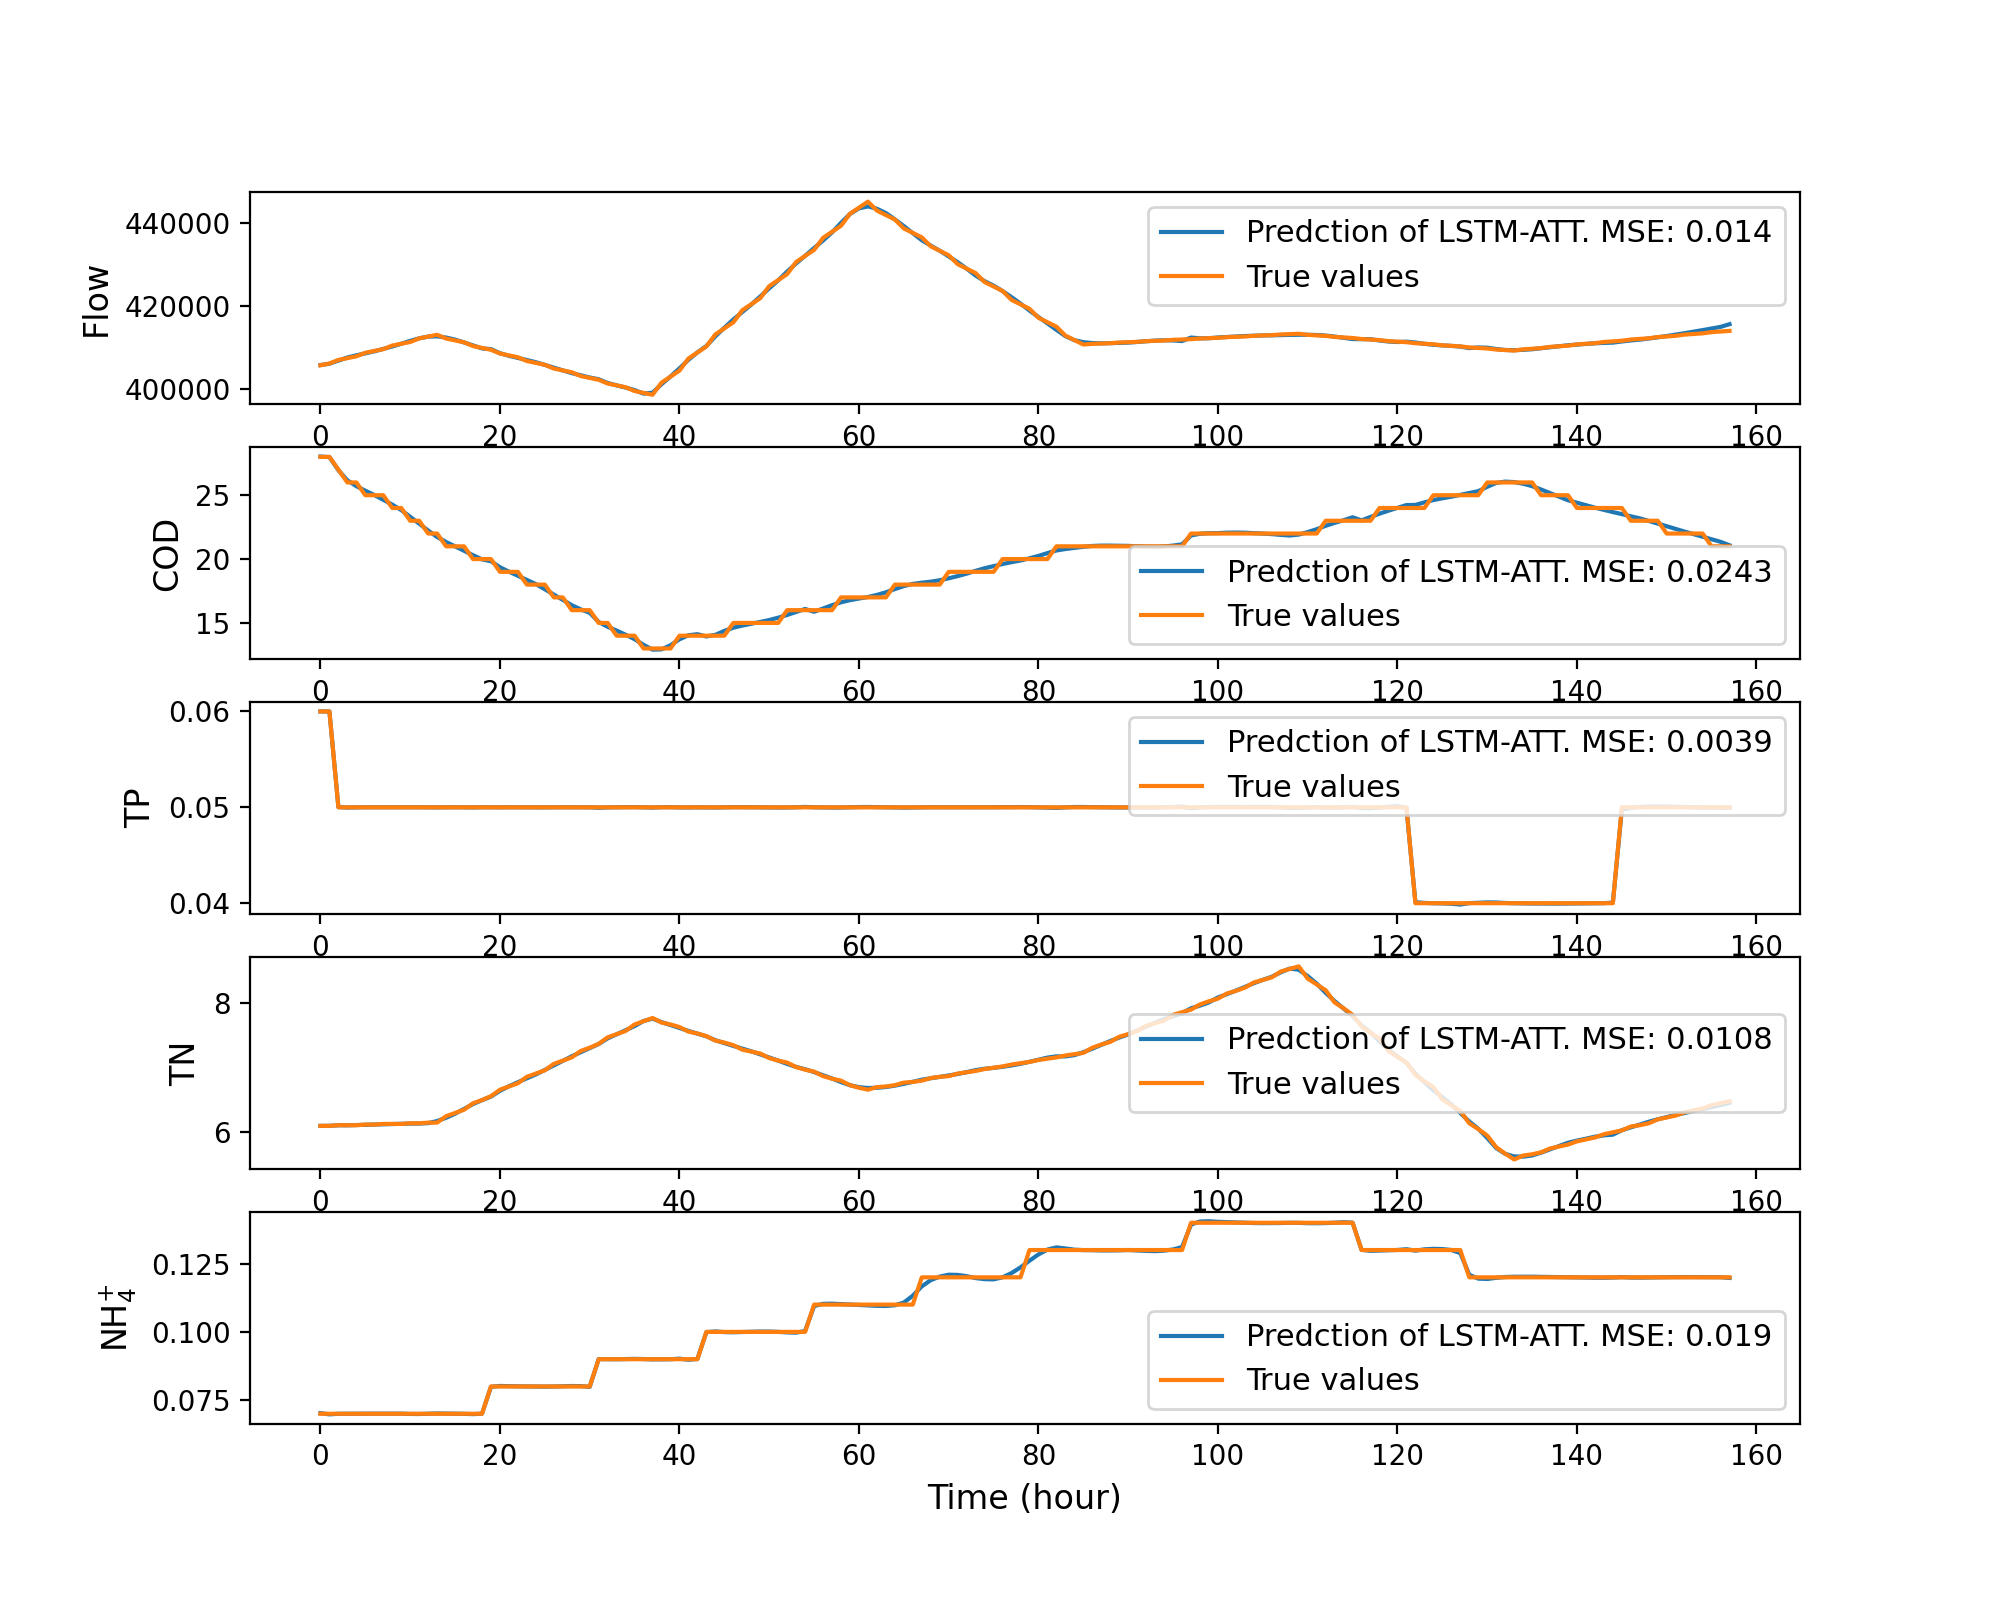 440000
420000
400000
Flow
Predction of LSTM-ATT. MSE: 0.014
True values
0 20 40 60 80 100 120 140 160
25
20
15
COD
Predction of LSTM-ATT. MSE: 0.0243
True values
0 20 40 60 80 100 120 140 160
0.06
0.05
0.04
TP
Predction of LSTM-ATT. MSE: 0.0039
True values
0 20 40 60 80 100 120 140 160
8
6
TN
Predction of LSTM-ATT. MSE: 0.0108
True values
0 20 40 60 80 100 120 140 160
0.125
0.100
0.075
NH₄⁺
Predction of LSTM-ATT. MSE: 0.019
True values
0 20 40 60 80 100 120 140 160
Time (hour)